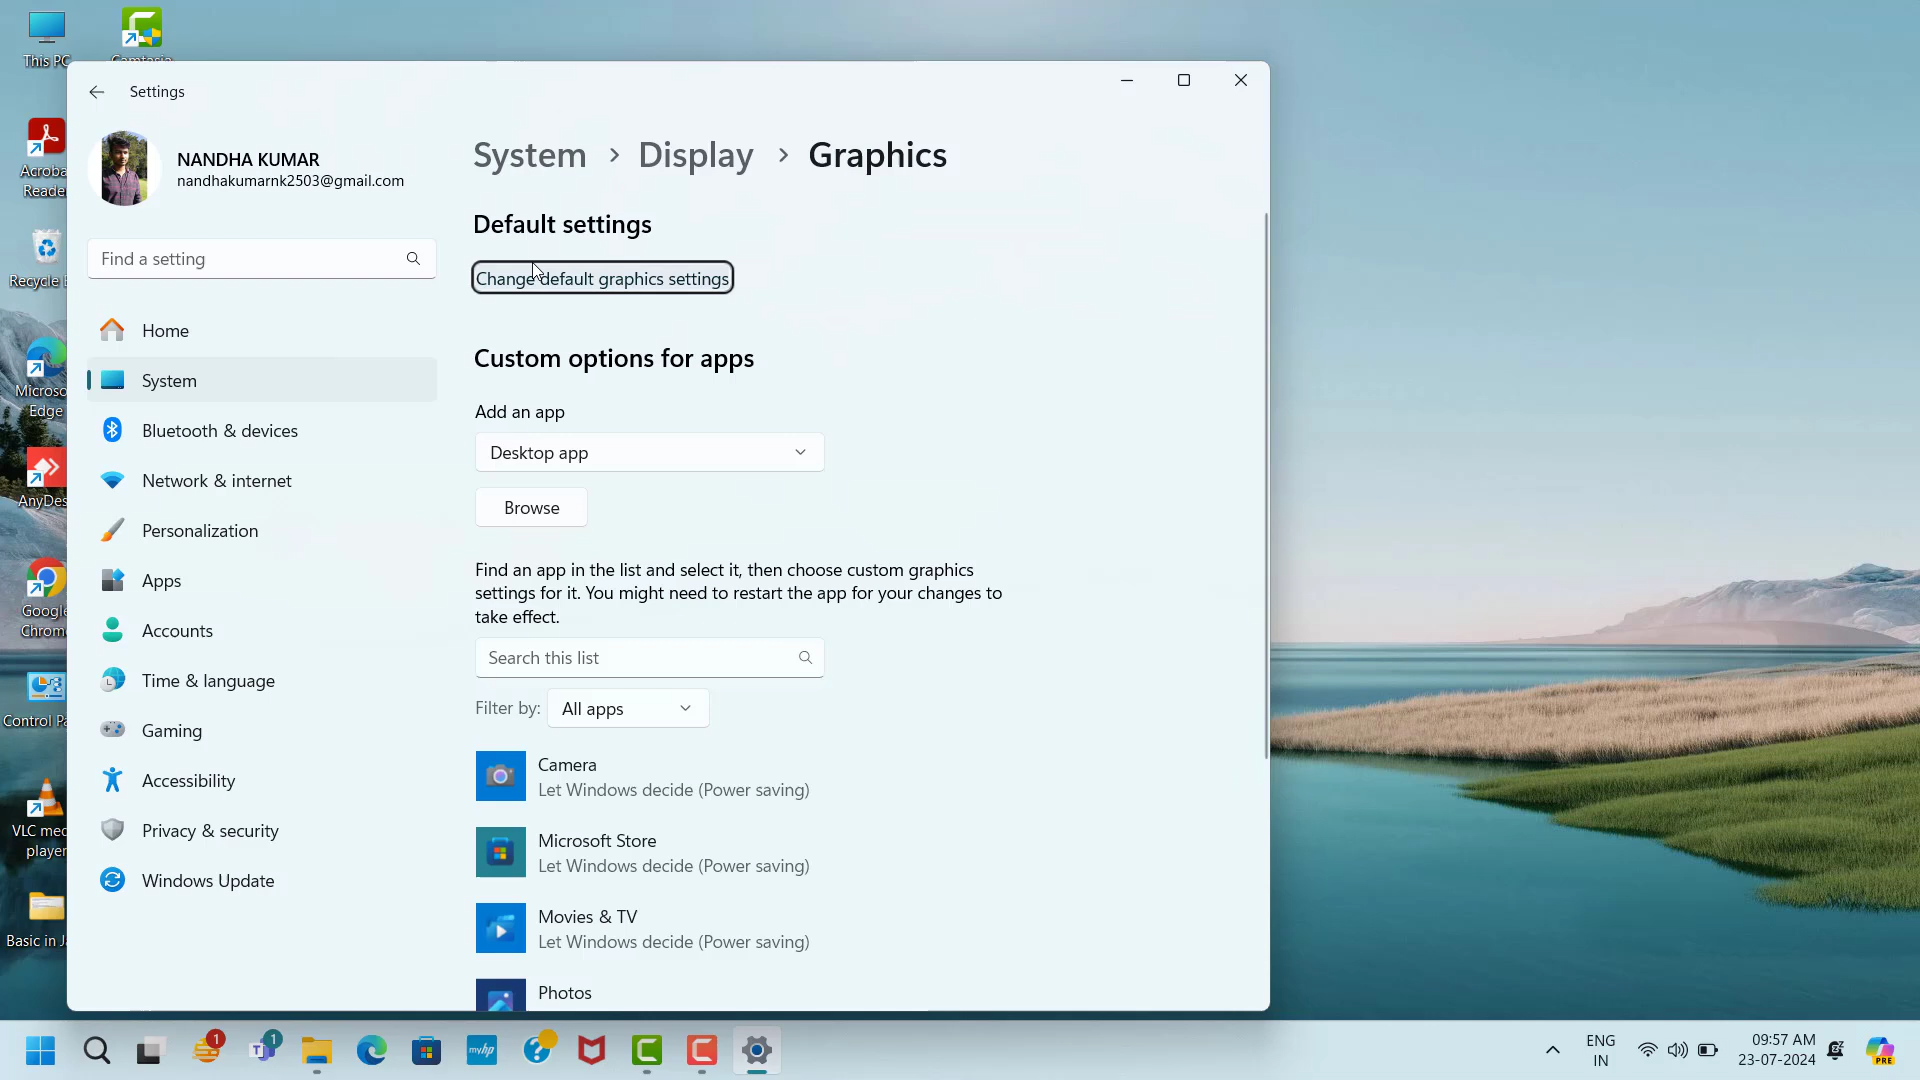 This PC
Camtasia
Settings
NANDHA KUMAR
nandhakumarnk2503@gmail.com
System > Display > Graphics
Default settings
Change default graphics settings
Find a setting
Home
System
Bluetooth & devices
Network & internet
Personalization
Apps
Accounts
Time & language
Gaming
Accessibility
Privacy & security
Windows Update
Custom options for apps
Add an app
Desktop app
Browse
Find an app in the list and select it, then choose custom graphics
settings for it. You might need to restart the app for your changes to
take effect.
Search this list
Filter by: All apps
Camera
Let Windows decide (Power saving)
Microsoft Store
Let Windows decide (Power saving)
Movies & TV
Let Windows decide (Power saving)
Photos
Acroba
Reade
Recycle
Microso
Edge
AnyDes
Google
Chrom
Control Pa
VLC med
player
Basic in Ja
1
1
myhp
ENG
IN
09:57 AM
23-07-2024
PRE